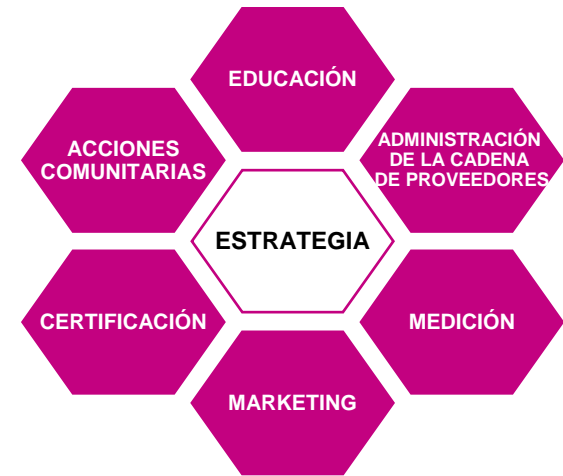 EDUCACIÓN
ACCIONES
COMUNITARIAS
ADMINISTRACIÓN
DE LA CADENA
DE PROVEEDORES
ESTRATEGIA
CERTIFICACIÓN
MEDICIÓN
MARKETING